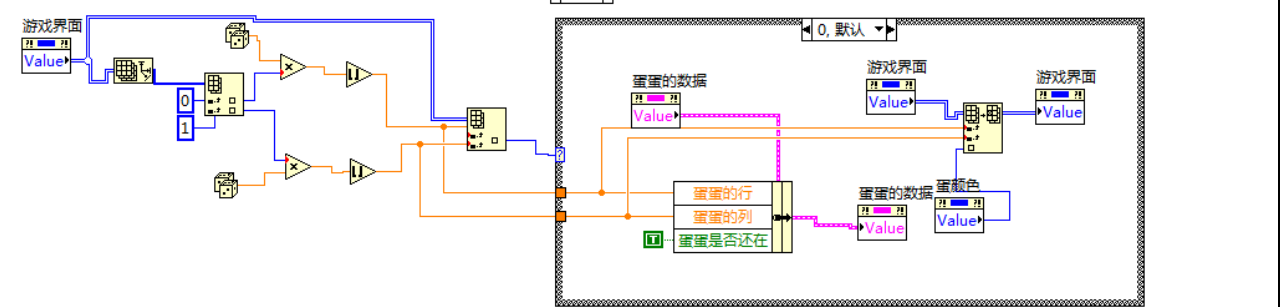 游戏界面
Value
0
1
0, 默认
蛋蛋的数据
Value
游戏界面
Value
游戏界面
Value
蛋蛋的行
蛋蛋的列
T
蛋蛋是否还在
蛋蛋的数据
Value
蛋颜色
Value